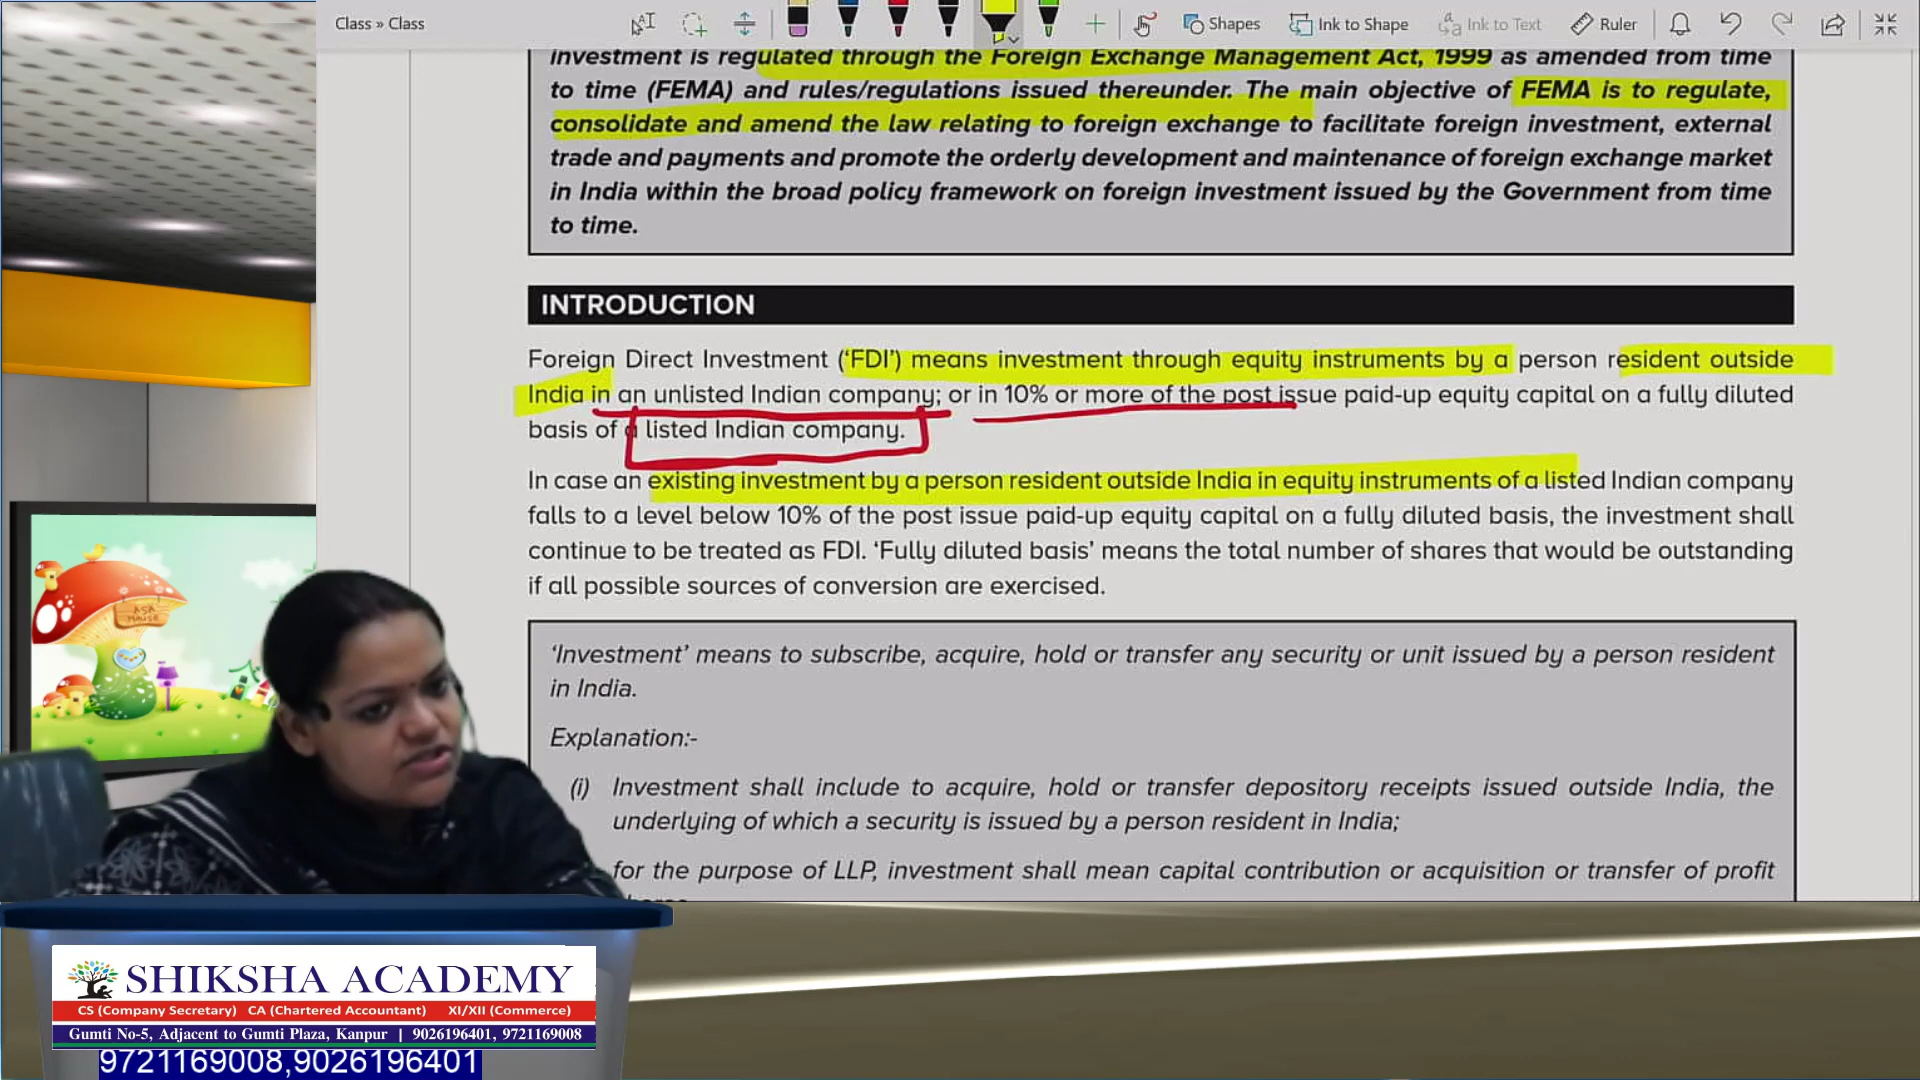 Class » Class
Shapes
Ink to Shape
Ink to Text
Ruler
investment is regulated through the Foreign Exchange Management Act, 1999 as amended from time
to time (FEMA) and rules/regulations issued thereunder. The main objective of FEMA is to regulate,
consolidate and amend the law relating to foreign exchange to facilitate foreign investment, external
trade and payments and promote the orderly development and maintenance of foreign exchange market
in India within the broad policy framework on foreign investment issued by the Government from time
to time.
INTRODUCTION
Foreign Direct Investment (‘FDI’) means investment through equity instruments by a person resident outside
India in an unlisted Indian company; or in 10% or more of the post issue paid-up equity capital on a fully diluted
basis of a listed Indian company.
In case an existing investment by a person resident outside India in equity instruments of a listed Indian company
falls to a level below 10% of the post issue paid-up equity capital on a fully diluted basis, the investment shall
continue to be treated as FDI. ‘Fully diluted basis’ means the total number of shares that would be outstanding
if all possible sources of conversion are exercised.
‘Investment’ means to subscribe, acquire, hold or transfer any security or unit issued by a person resident
in India.
Explanation:-
(i) Investment shall include to acquire, hold or transfer depository receipts issued outside India, the
underlying of which a security is issued by a person resident in India;
for the purpose of LLP, investment shall mean capital contribution or acquisition or transfer of profit
ASA
House
SHIKSHA ACADEMY
CS (Company Secretary) CA (Chartered Accountant) XI/XII (Commerce)
Gumti No-5, Adjacent to Gumti Plaza, Kanpur | 9026196401, 9721169008
9721169008,9026196401